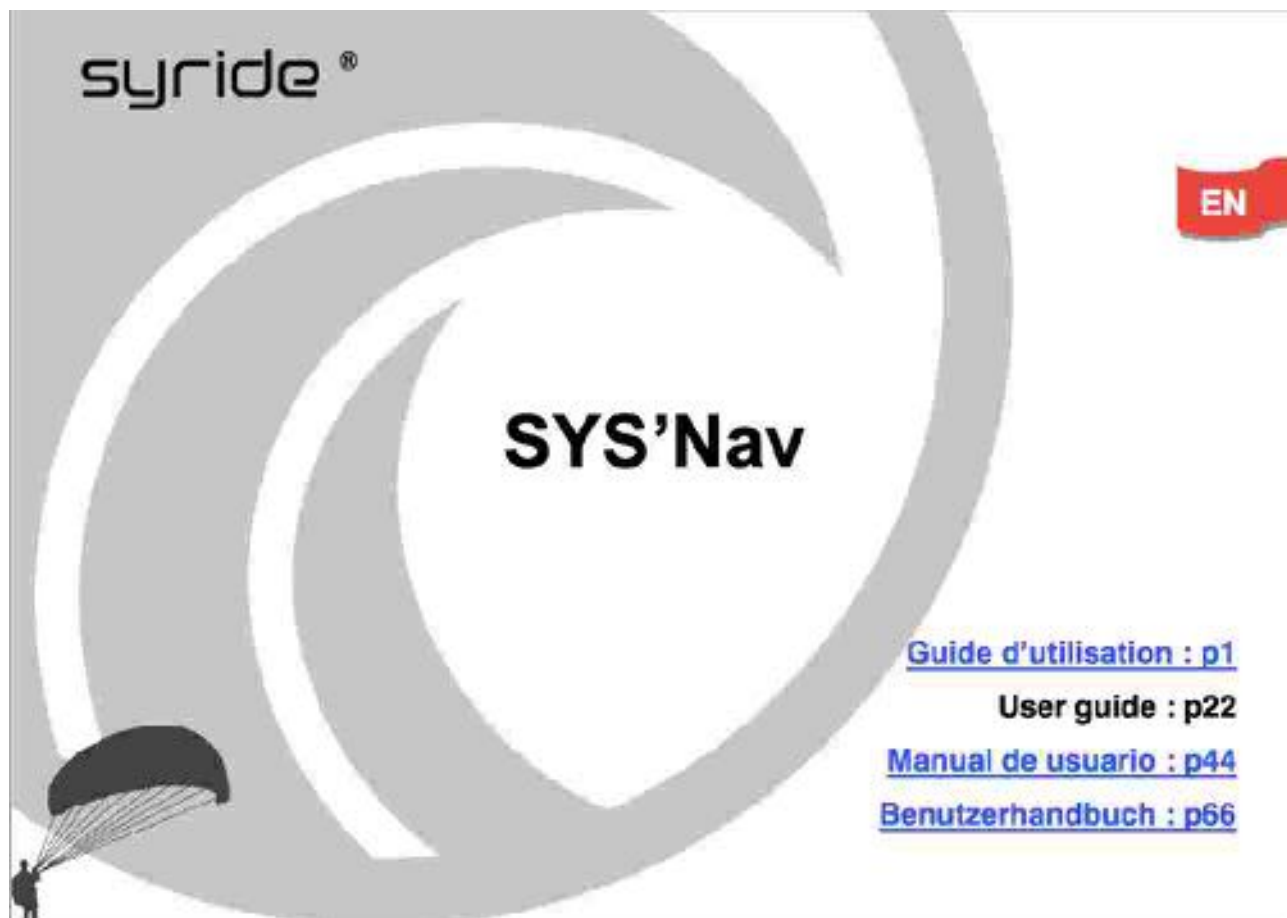 syride ®
EN
SYS’Nav
Guide d’utilisation : p1
User guide : p22
Manual de usuario : p44
Benutzerhandbuch : p66